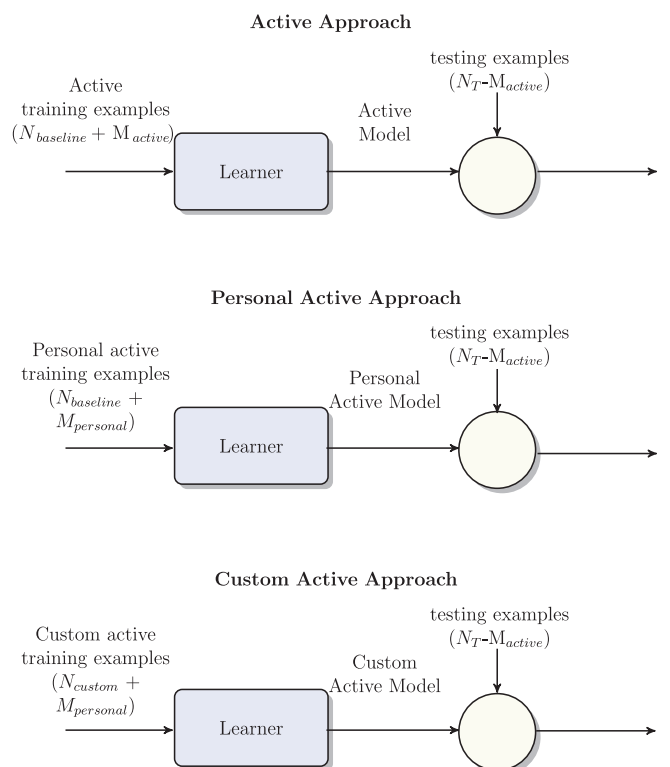 Active Approach
testing examples
(N_T-M_active)
Active
training examples
(N_baseline + M_active)
Active
Model
Learner
Personal Active Approach
testing examples
(N_T-M_active)
Personal active
training examples
(N_baseline +
M_personal)
Personal
Active Model
Learner
Custom Active Approach
testing examples
(N_T-M_active)
Custom active
training examples
(N_custom +
M_personal)
Custom
Active Model
Learner